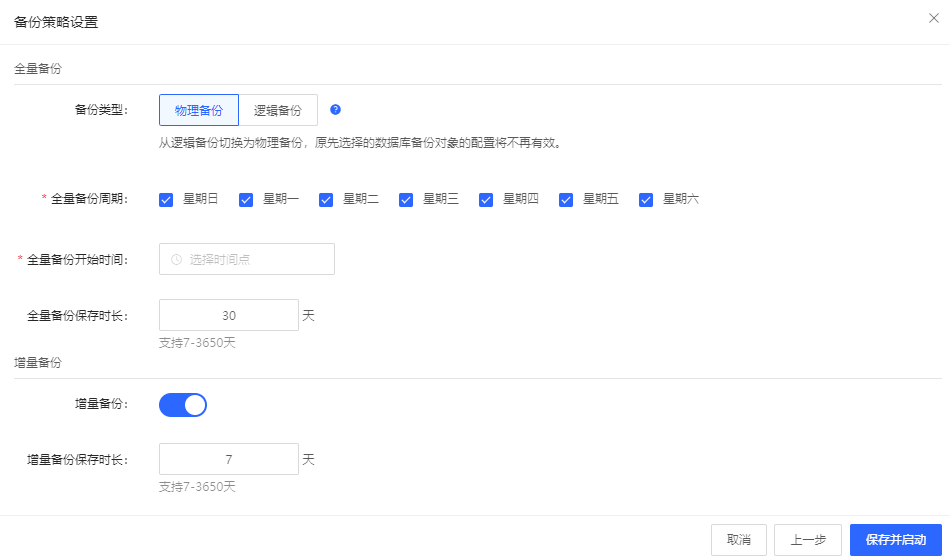 备份策略设置
全量备份
备份类型: 物理备份 逻辑备份 ?
从逻辑备份切换为物理备份，原先选择的数据库备份对象的配置将不再有效。
* 全量备份周期: 星期日 星期一 星期二 星期三 星期四 星期五 星期六
* 全量备份开始时间: 选择时间点
全量备份保存时长: 30 天
支持7-3650天
增量备份
增量备份:
增量备份保存时长: 7 天
支持7-3650天
取消 上一步 保存并启动